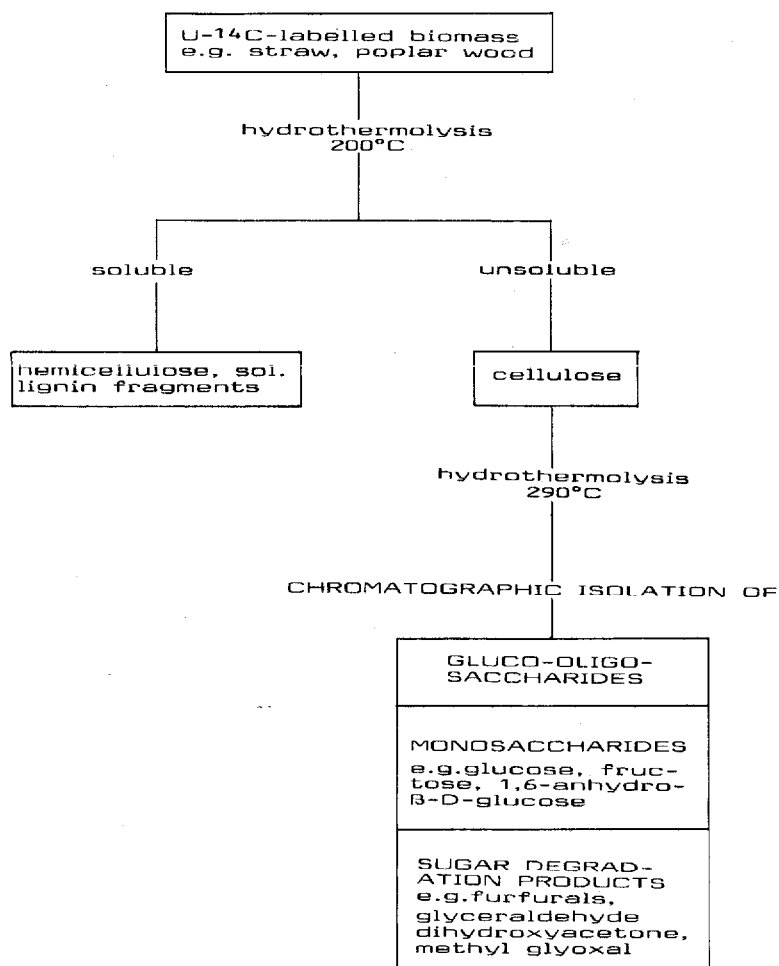 U-14C-labelled biomass
e.g. straw, poplar wood
hydrothermolysis
200°C
soluble
unsoluble
hemicellulose, sol.
lignin fragments
cellulose
hydrothermolysis
290°C
CHROMATOGRAPHIC ISOLATION OF
GLUCO-OLIGO-
SACCHARIDES
MONOSACCHARIDES
e.g.glucose, fruc-
tose, 1,6-anhydro-
β-D-glucose
SUGAR DEGRAD-
ATION PRODUCTS
e.g.furfurals,
glyceraldehyde
dihydroxyacetone,
methyl glyoxal